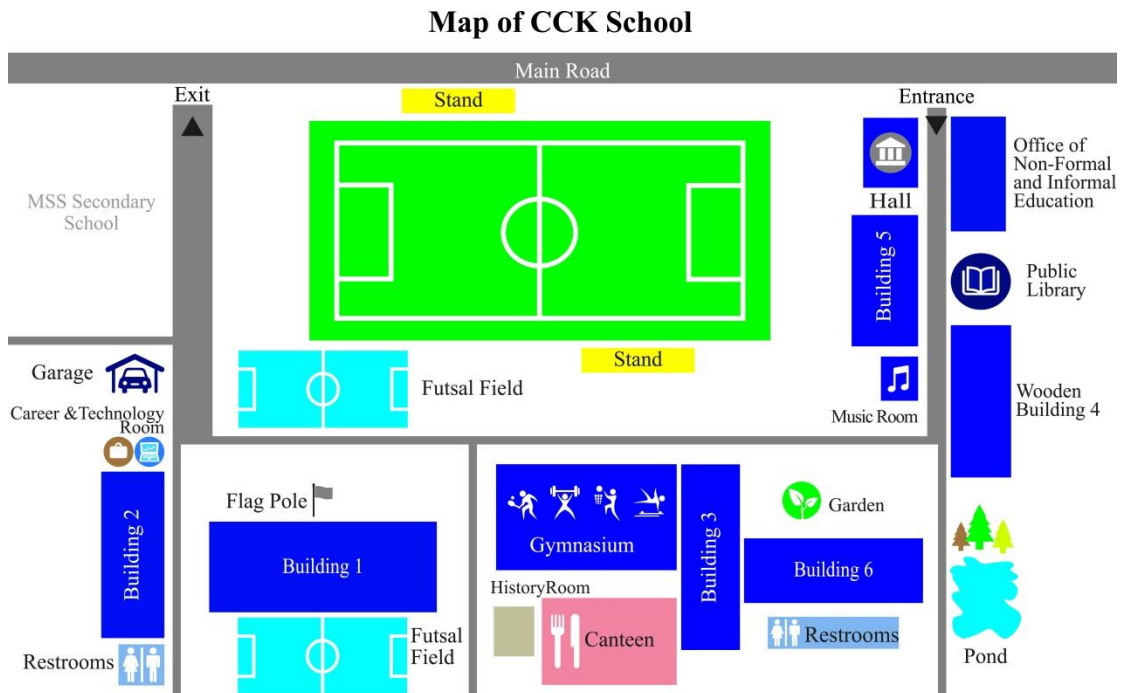 Map of CCK School
Main Road
Exit
Stand
Entrance
MSS Secondary
School
Hall
Office of
Non-Formal
and Informal
Education
Building 5
Public
Library
Stand
Garage
Futsal Field
Career &Technology
Room
Music Room
Wooden
Building 4
Building 2
Flag Pole
Building 1
Gymnasium
Building 3
Garden
Building 6
HistoryRoom
Canteen
Futsal
Field
Restrooms
Restrooms
Pond